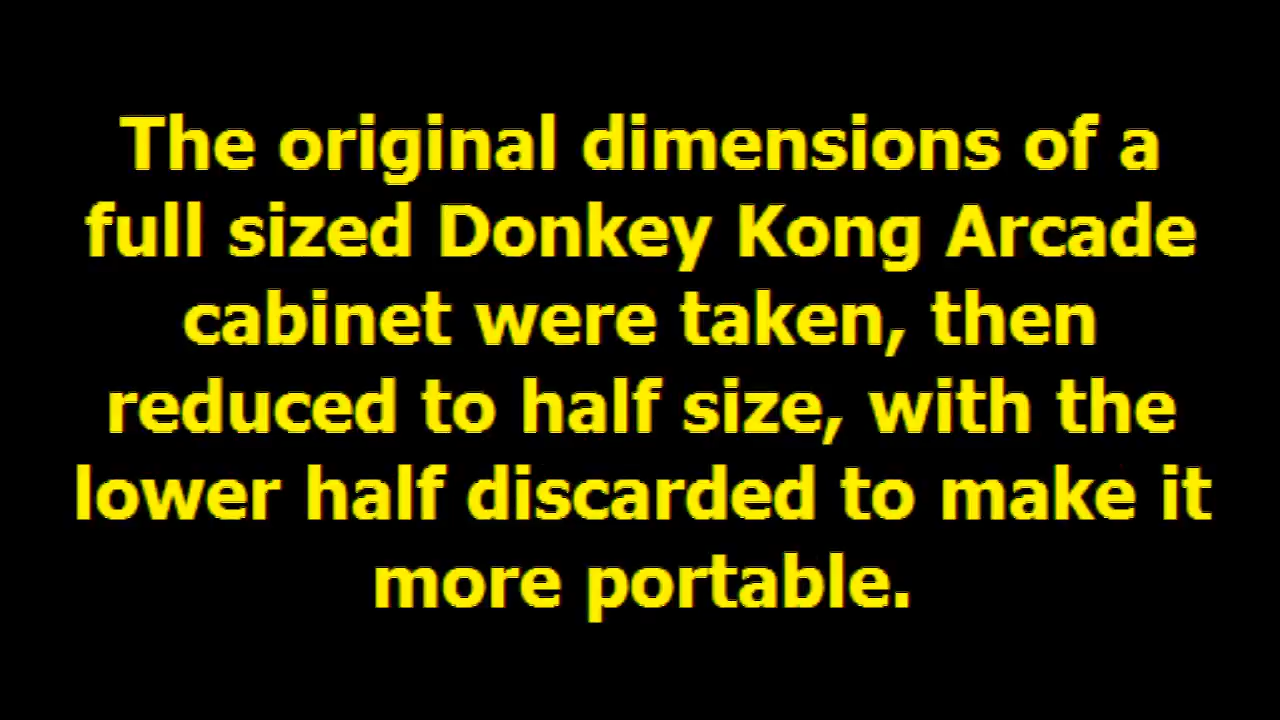 The original dimensions of a
full sized Donkey Kong Arcade
cabinet were taken, then
reduced to half size, with the
lower half discarded to make it
more portable.